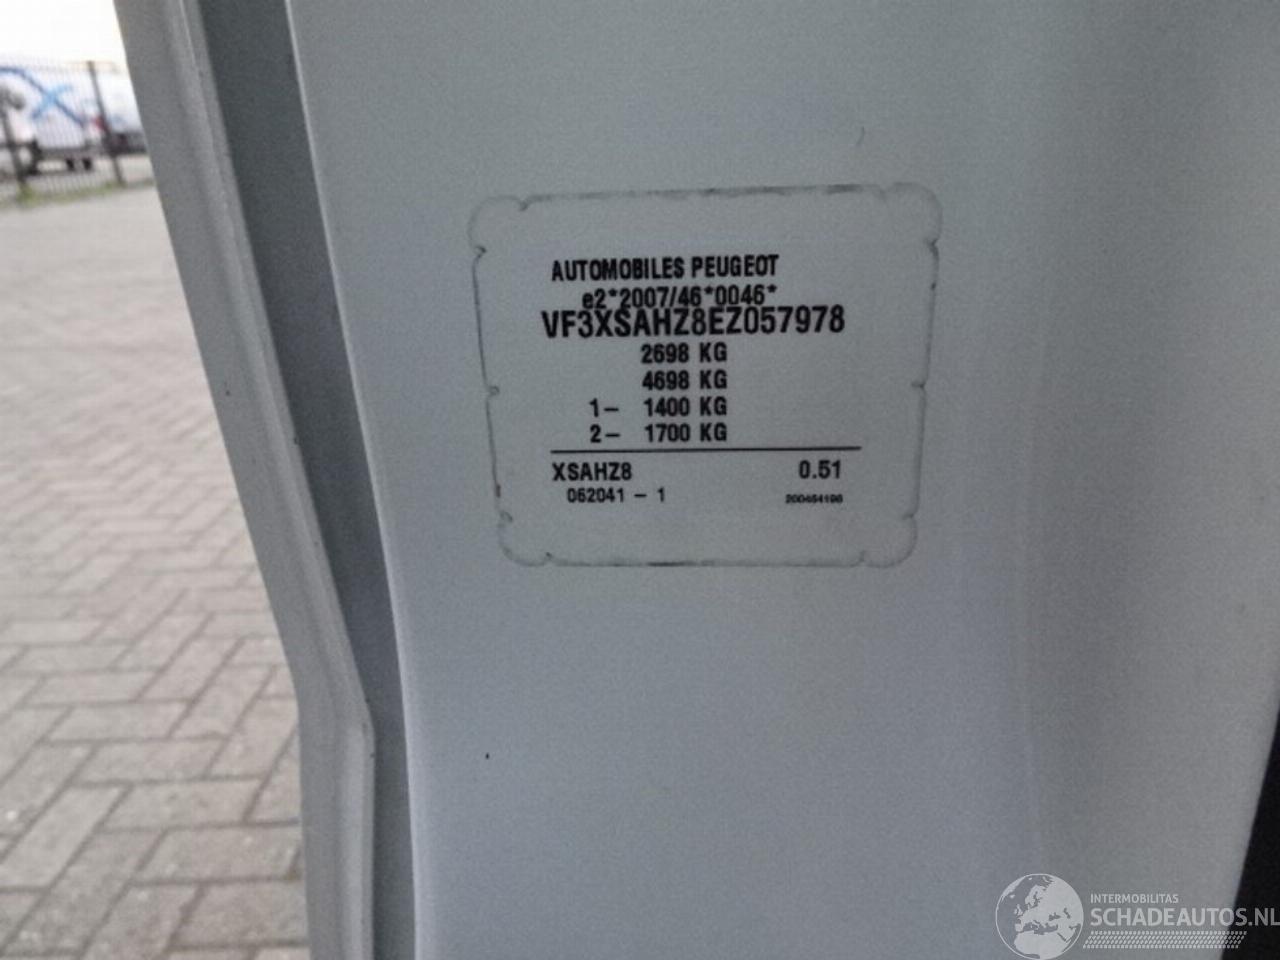 AUTOMOBILES PEUGEOT
e2*2007/46*0046*
VF3XSAHZ8EZ057978
2698 KG
4698 KG
1- 1400 KG
2- 1700 KG
XSAHZ8 0.51
062041 - 1
INTERMOBILITAS
SCHADEAUTOS.NL